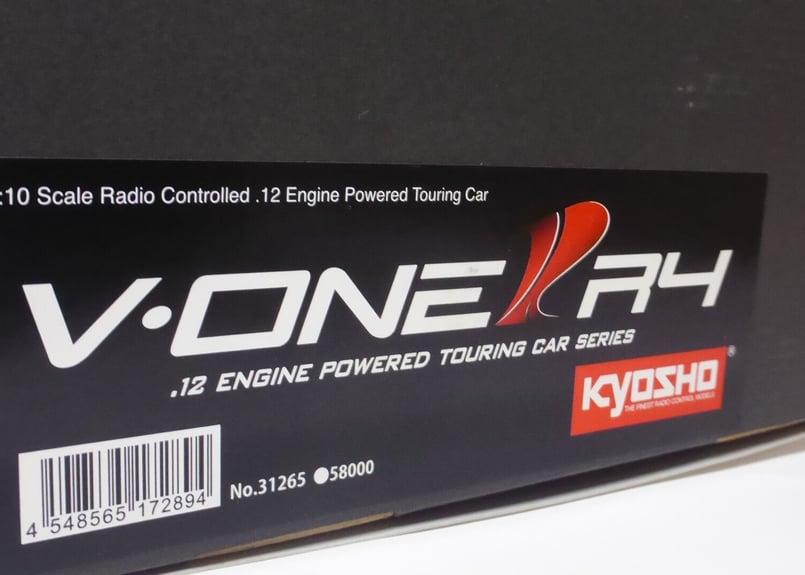 :10 Scale Radio Controlled .12 Engine Powered Touring Car
V·ONE R4
.12 ENGINE POWERED TOURING CAR SERIES
KYOSHO®
THE FINEST RADIO CONTROL MODELS
4 548565 172894
No.31265 ●58000